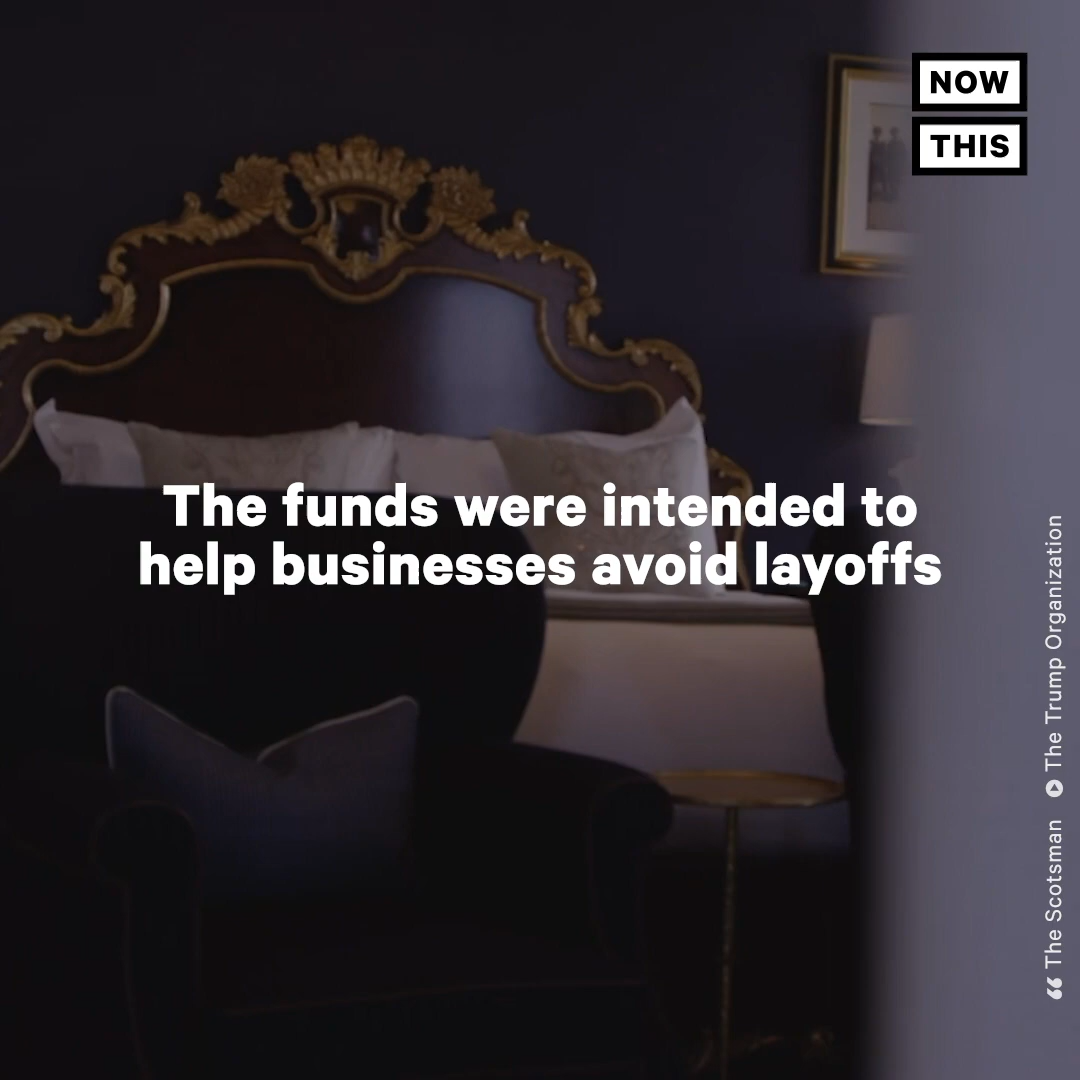 NOW
THIS
The funds were intended to
help businesses avoid layoffs
The Scotsman The Trump Organization